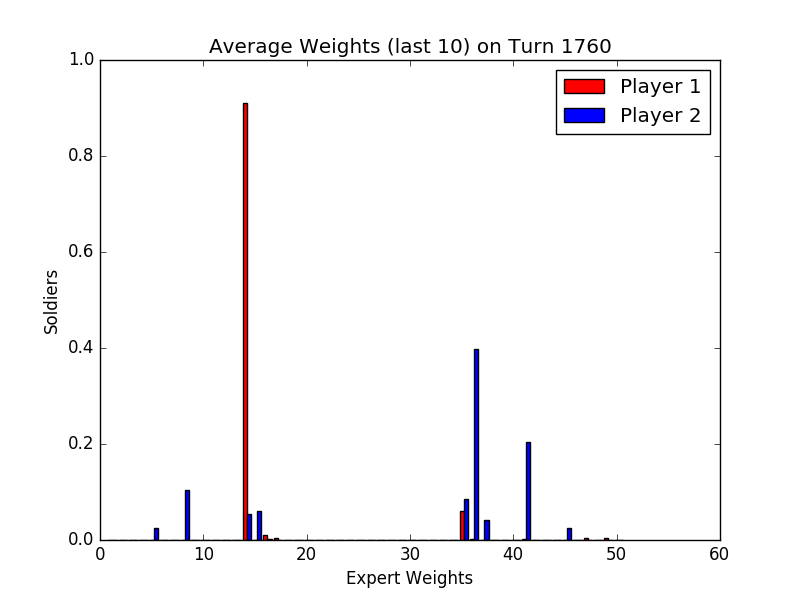 Average Weights (last 10) on Turn 1760
Player 1
Player 2
1.0
0.8
0.6
0.4
0.2
0.0
Soldiers
0 10 20 30 40 50 60
Expert Weights